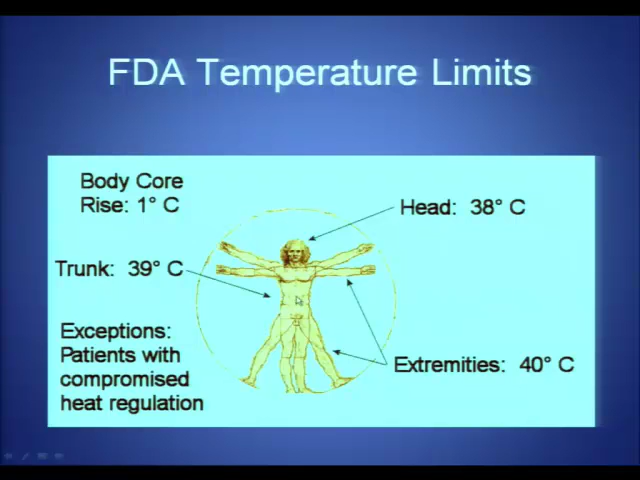 FDA Temperature Limits
Body Core
Rise: 1° C
Head: 38° C
Trunk: 39° C
Exceptions:
Patients with
compromised
heat regulation
Extremities: 40° C